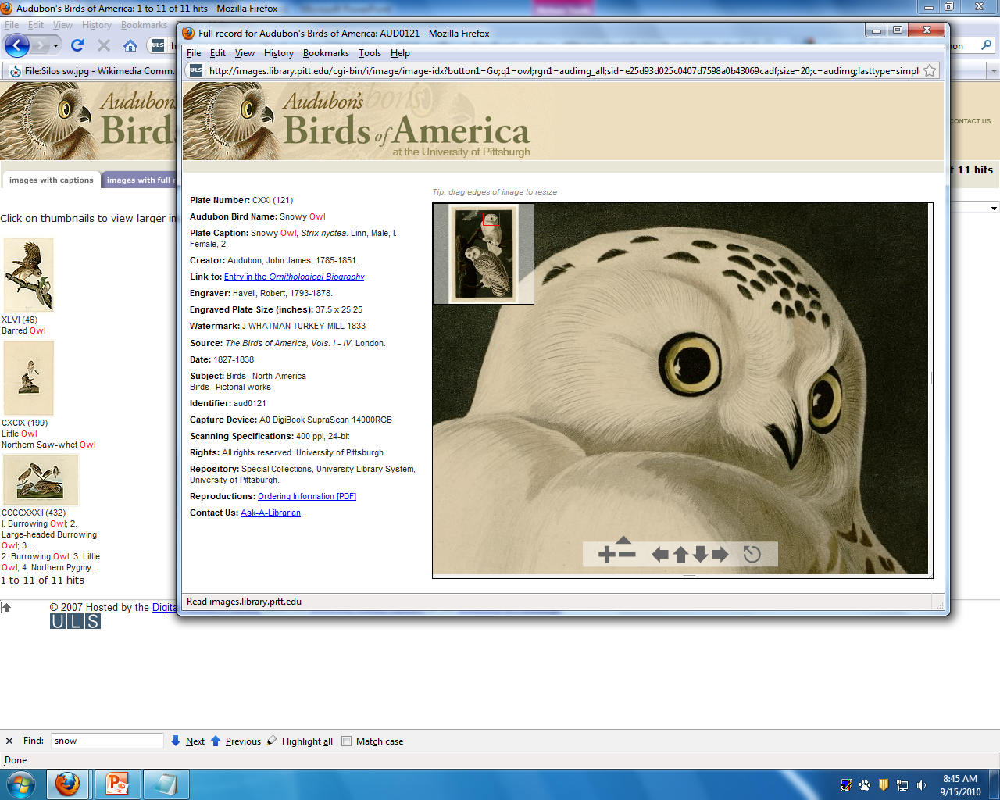 Audubon's Birds of America: 1 to 11 of 11 hits - Mozilla Firefox
File Edit View History Bookmarks
File:Silos sw.jpg - Wikimedia Comm
Audubon's
Birds
CONTACT US
images with captions
images with full r
f 11 hits
Click on thumbnails to view larger im
XLVI (46)
Barred Owl
CXCIX (199)
Little Owl
Northern Saw-whet Owl
CCCCXXXII (432)
I. Burrowing Owl; 2.
Large-headed Burrowing
Owl; 3...
2. Burrowing Owl; 3. Little
Owl; 4. Northern Pygmy...
1 to 11 of 11 hits
© 2007 Hosted by the Digita
ULS
Full record for Audubon's Birds of America: AUD0121 - Mozilla Firefox
File Edit View History Bookmarks Tools Help
ULS
http://images.library.pitt.edu/cgi-bin/i/image/image-idx?button1=Go;q1=owl;rgn1=audimg_all;sid=e25d93d025c0407d7598a0b43069cadf;size=20;c=audimg;lasttype=simpl
Audubon's
Birds of America
at the University of Pittsburgh
Tip: drag edges of image to resize
Plate Number: CXXI (121)
Audubon Bird Name: Snowy Owl
Plate Caption: Snowy Owl, Strix nyctea. Linn, Male, I.
Female, 2.
Creator: Audubon, John James, 1785-1851.
Link to: Entry in the Ornithological Biography
Engraver: Havell, Robert, 1793-1878.
Engraved Plate Size (inches): 37.5 x 25.25
Watermark: J WHATMAN TURKEY MILL 1833
Source: The Birds of America, Vols. I - IV, London.
Date: 1827-1838
Subject: Birds--North America
Birds--Pictorial works
Identifier: aud0121
Capture Device: A0 DigiBook SupraScan 14000RGB
Scanning Specifications: 400 ppi, 24-bit
Rights: All rights reserved. University of Pittsburgh.
Repository: Special Collections, University Library System,
University of Pittsburgh.
Reproductions: Ordering Information [PDF]
Contact Us: Ask-A-Librarian
Read images.library.pitt.edu
Find: snow Next Previous Highlight all Match case
Done
8:45 AM
9/15/2010